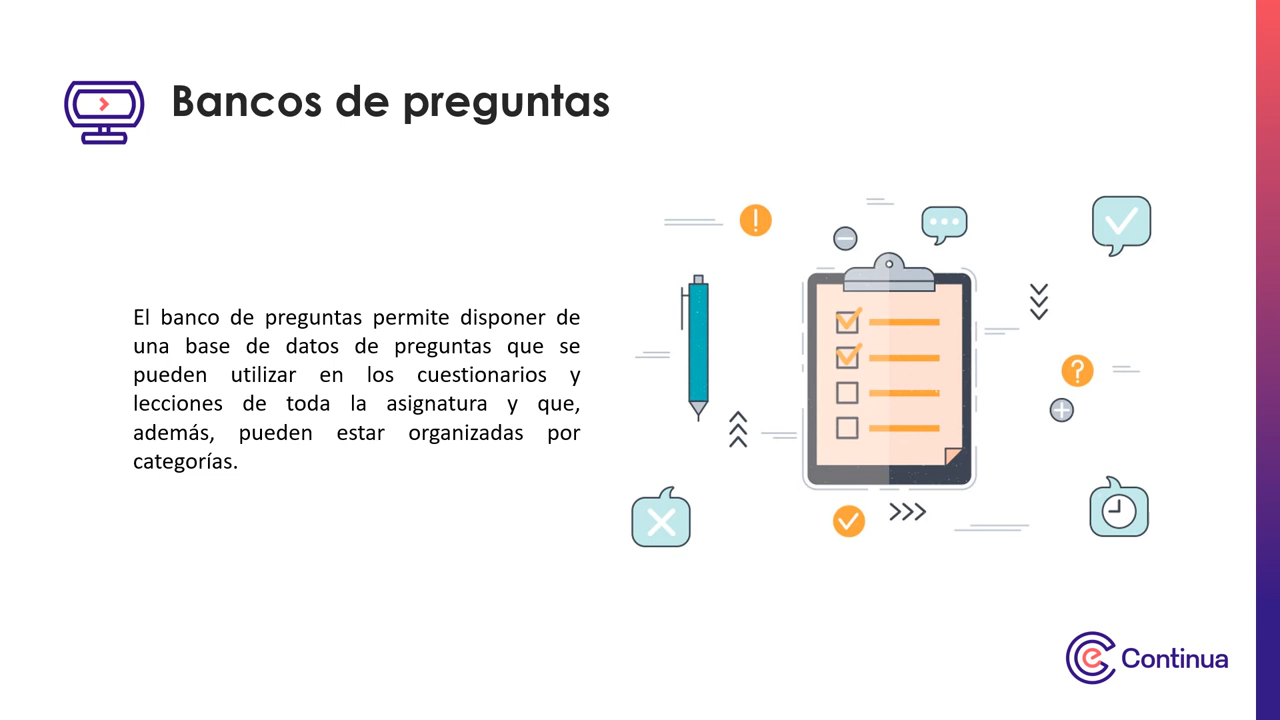 Bancos de preguntas
El banco de preguntas permite disponer de
una base de datos de preguntas que se
pueden utilizar en los cuestionarios y
lecciones de toda la asignatura y que,
además, pueden estar organizadas por
categorías.
Continua